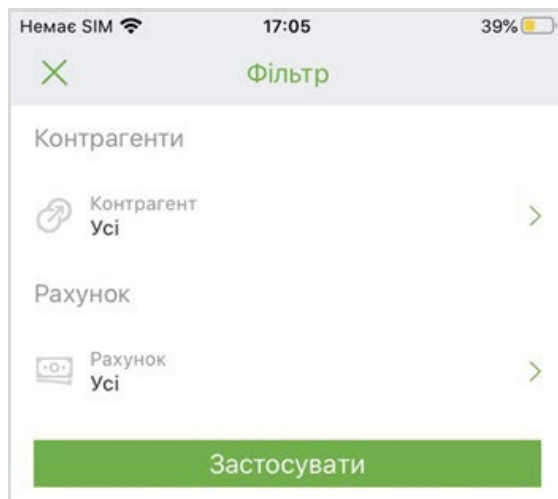 Немає SIM 17:05 39%
Фільтр
Контрагенти
Контрагент
Усі
Рахунок
Рахунок
Усі
Застосувати